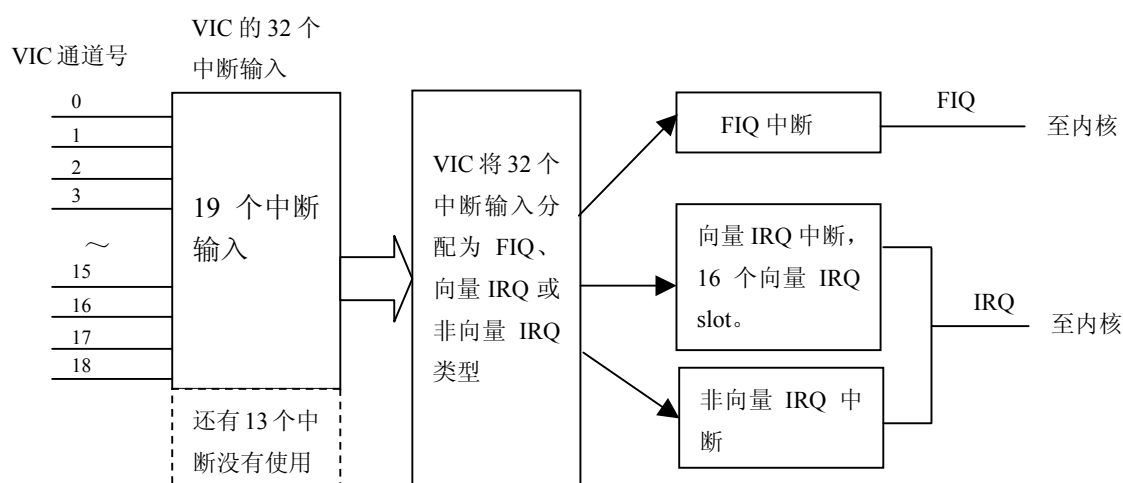 VIC 的 32 个
中断输入
VIC 通道号
0
1
2
3
～
15
16
17
18
19 个中断
输入
还有 13 个中
断没有使用
VIC 将 32 个
中断输入分
配为 FIQ、
向量 IRQ 或
非向量 IRQ
类型
FIQ 中断
FIQ
至内核
向量 IRQ 中断，
16 个向量 IRQ
slot。
非向量 IRQ 中
断
IRQ
至内核